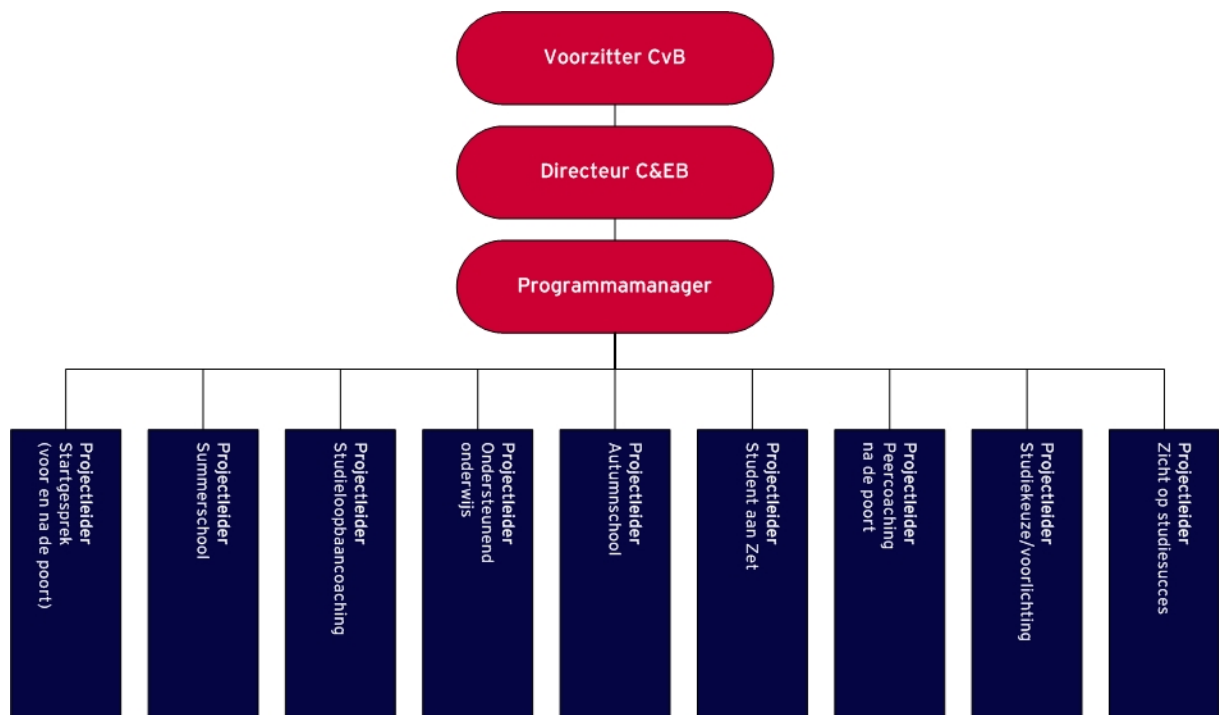 Voorzitter CvB
Directeur C&EB
Programmamanager
Projectleider
Startgesprek
(voor en na de poort)
Projectleider
Summerschool
Projectleider
Studieloopbaancoaching
Projectleider
Ondersteunend
onderwijs
Projectleider
Autumnschool
Projectleider
Student aan Zet
Projectleider
Peercoaching
na de poort
Projectleider
Studiekeuze/voorlichting
Projectleider
Zicht op studiesucces